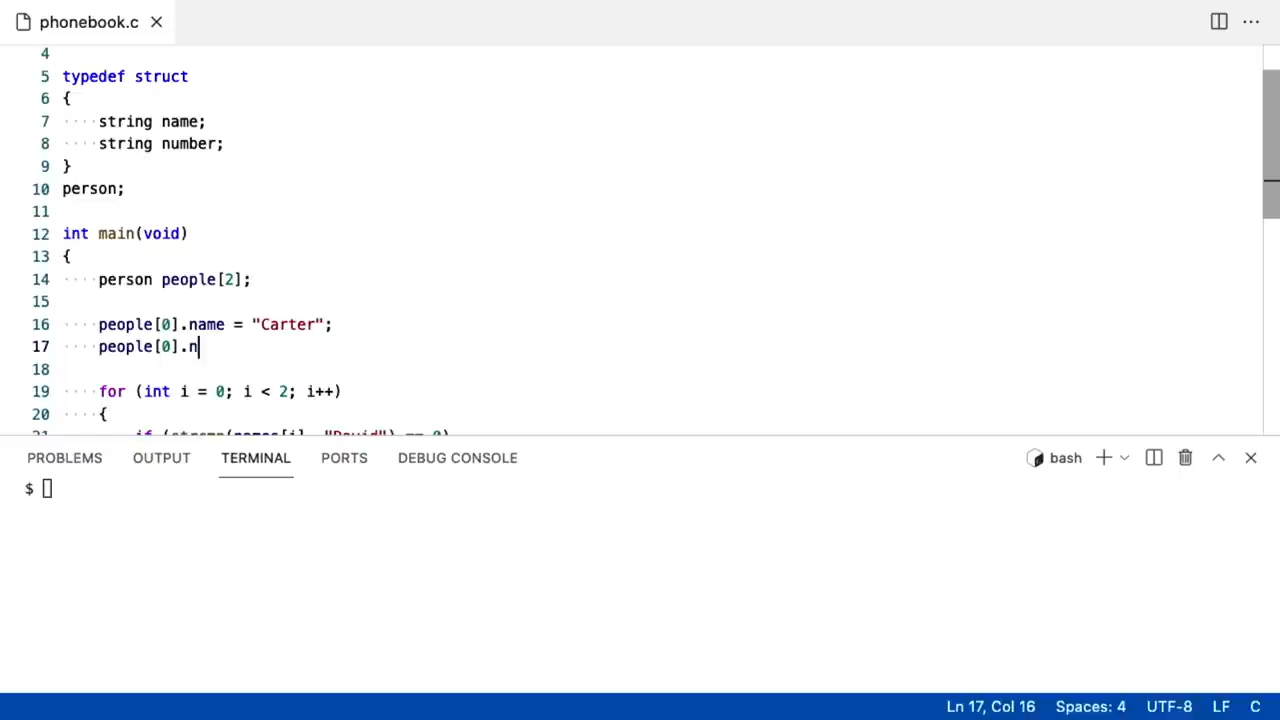 phonebook.c
4
5 typedef struct
6 {
7 ····string name;
8 ····string number;
9 }
10 person;
11
12 int main(void)
13 {
14 ····person people[2];
15
16 ····people[0].name = "Carter";
17 ····people[0].n
18
19 ····for (int i = 0; i < 2; i++)
20 ····{
21 if (strcmp(names[i], "David") == 0)
PROBLEMS OUTPUT TERMINAL PORTS DEBUG CONSOLE bash
$
Ln 17, Col 16 Spaces: 4 UTF-8 LF C